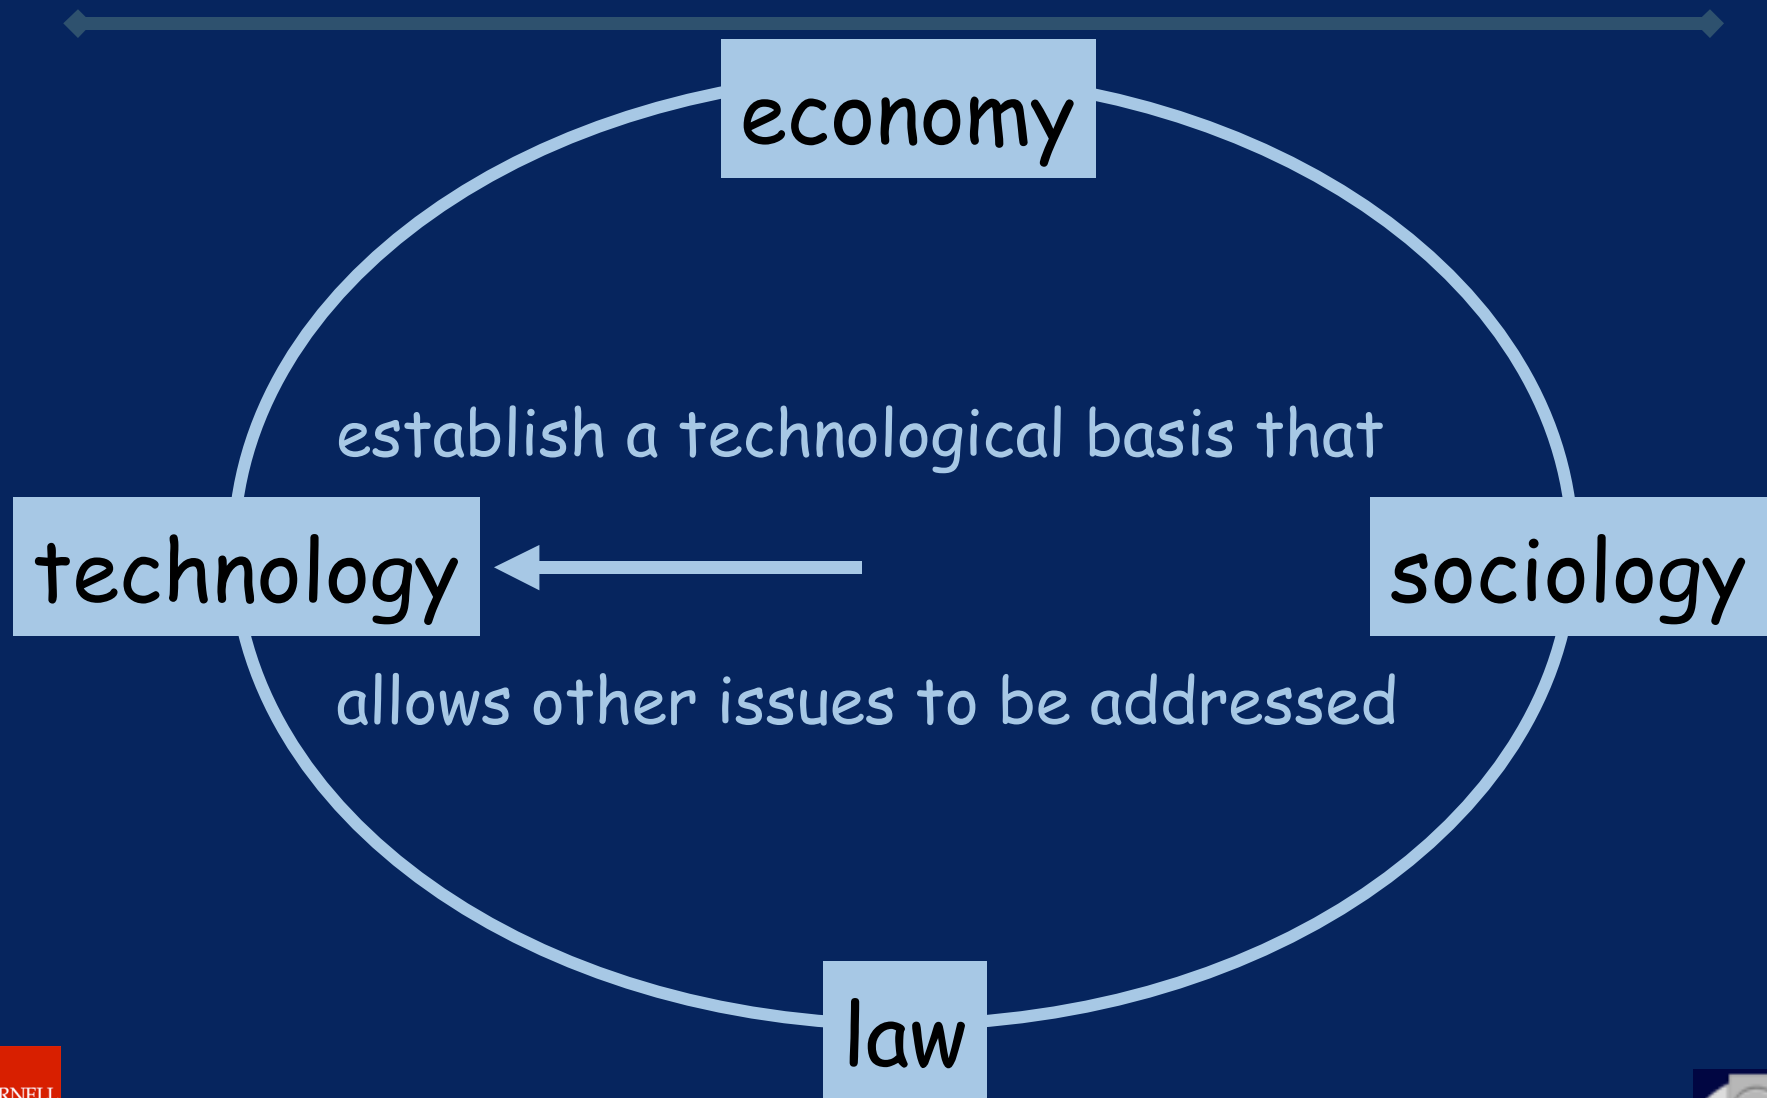 economy
establish a technological basis that
technology
sociology
allows other issues to be addressed
law